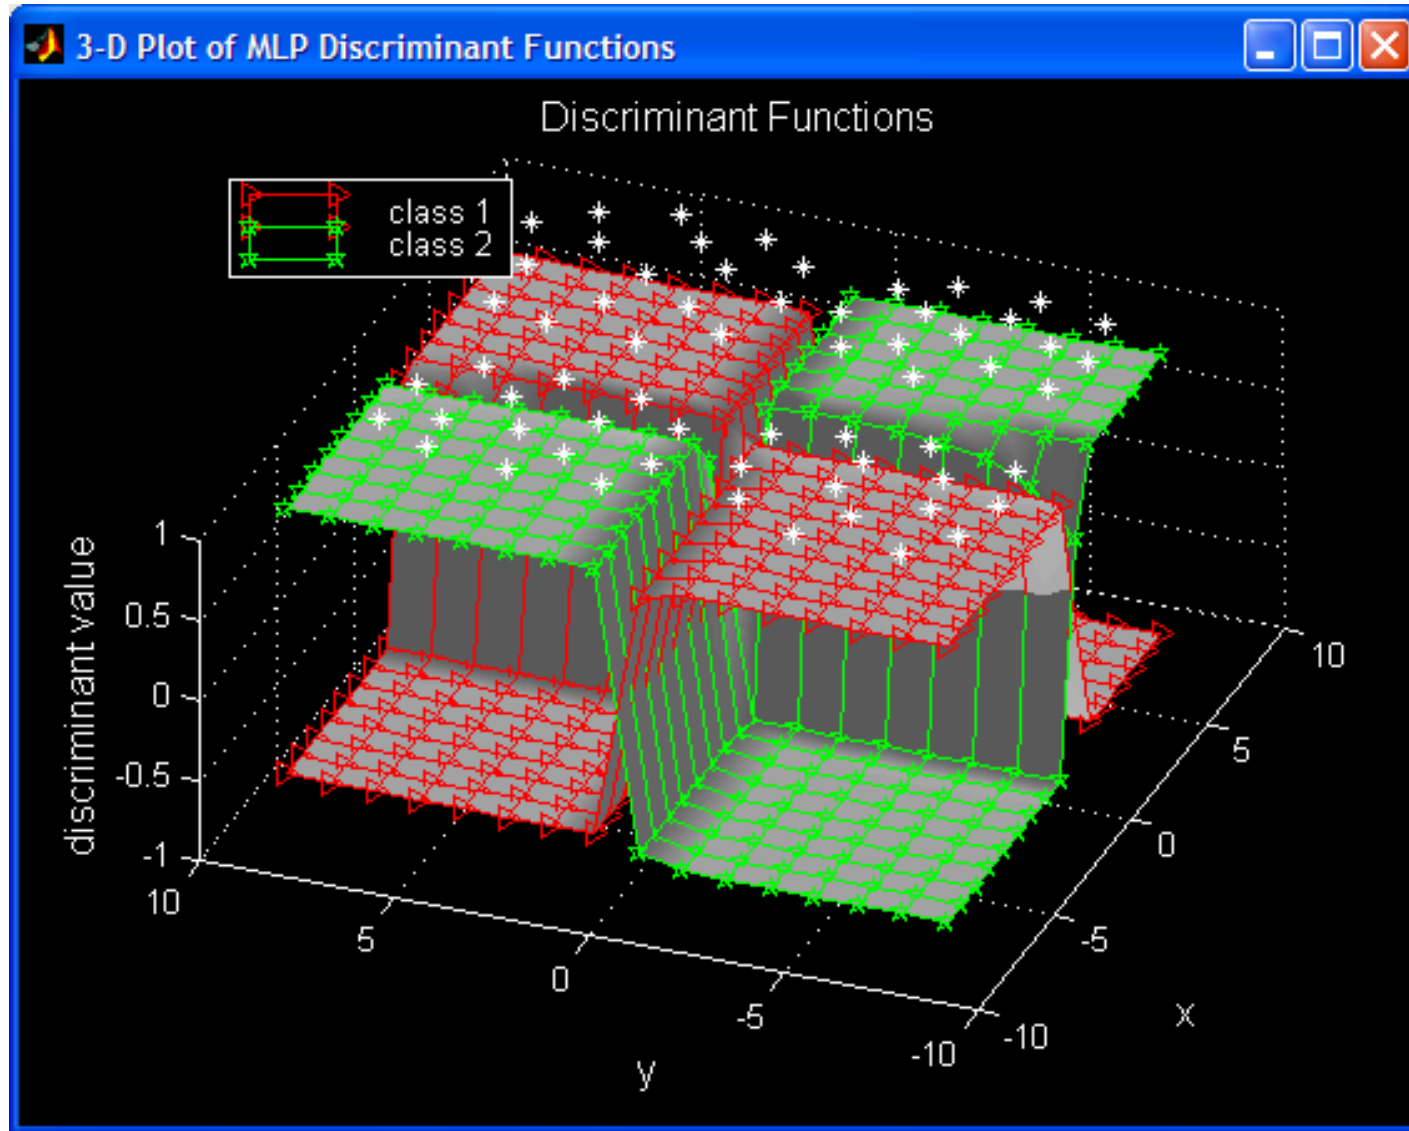 3-D Plot of MLP Discriminant Functions
Discriminant Functions
class 1
class 2
discriminant value
1
0.5
0
-0.5
-1
10
5
0
-5
-10
y
-10
-5
0
5
10
x